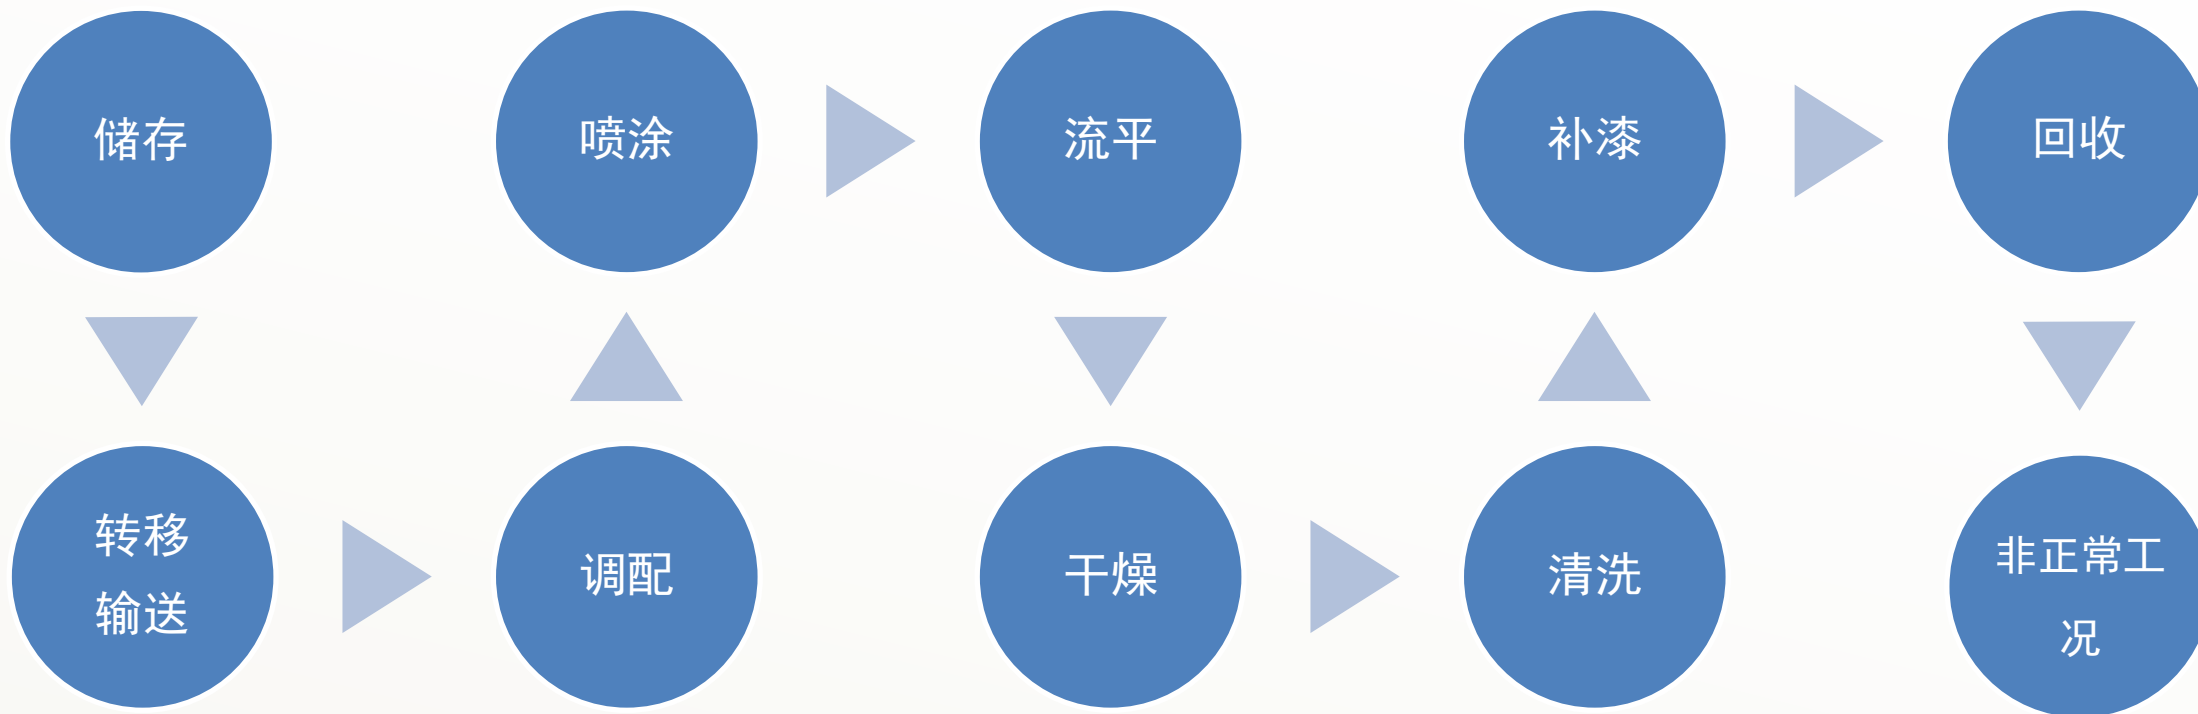 储存
喷涂
流平
补漆
回收
转移
输送
调配
干燥
清洗
非正常工
况